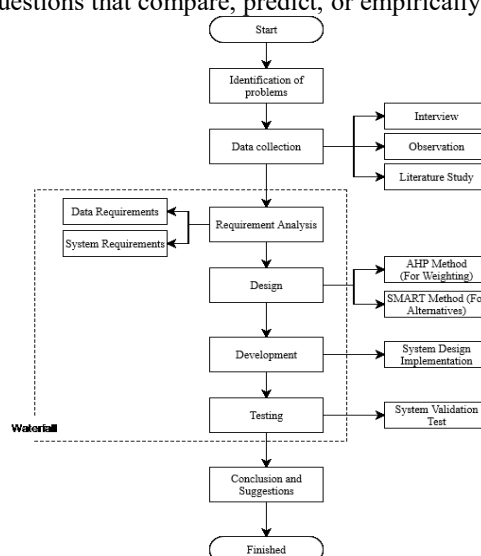 uestions that compare, predict, or empirically
Start
Identification of
problems
Data collection
Interview
Observation
Literature Study
Data Requirements
System Requirements
Requirement Analysis
Design
AHP Method
(For Weighting)
SMART Method (Fo
Alternatives)
Development
System Design
Implementation
Testing
System Validation
Test
Waterfall
Conclusion and
Suggestions
Finished